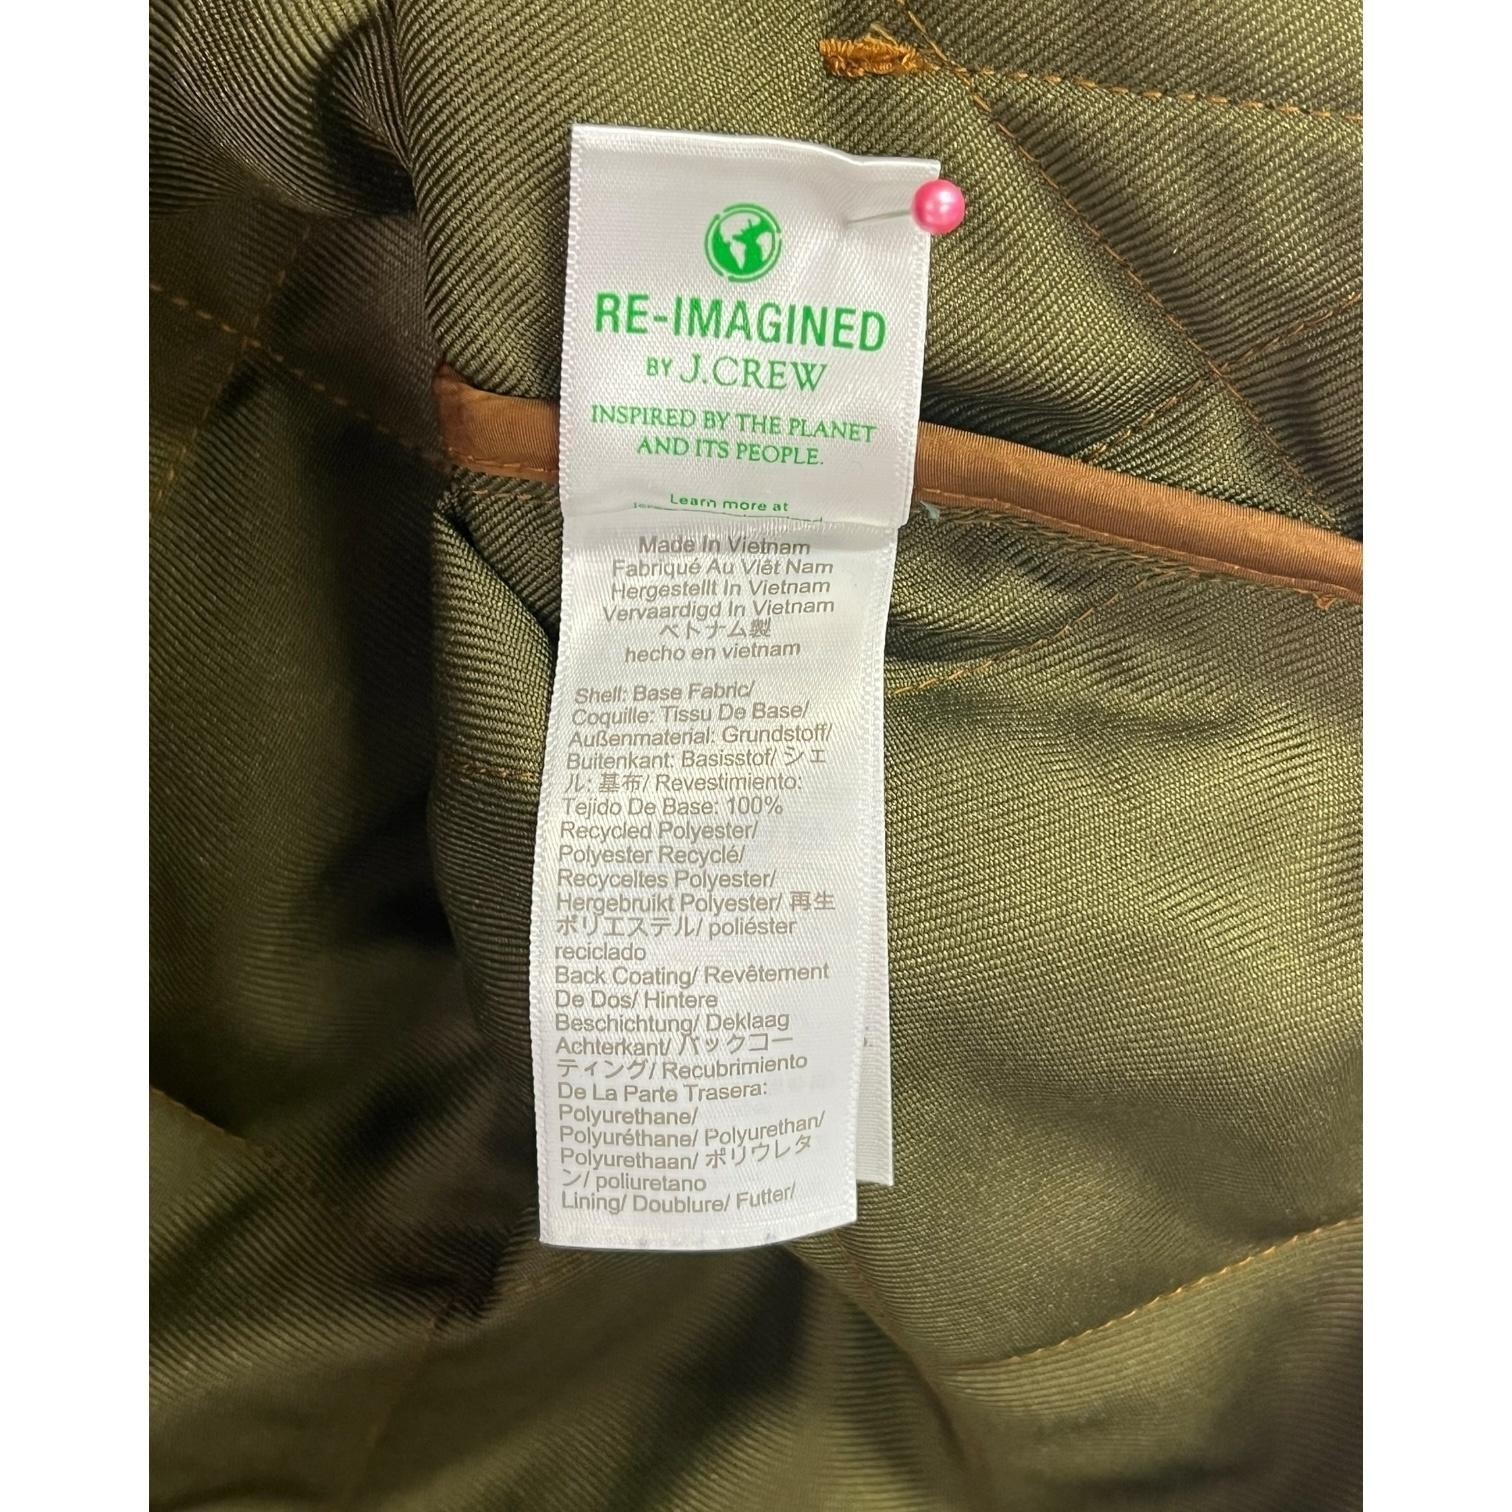 RE-IMAGINED
BY J.CREW
INSPIRED BY THE PLANET
AND ITS PEOPLE.
Learn more at
Made In Vietnam
Fabriqué Au Việt Nam
Hergestellt In Vietnam
Vervaardigd In Vietnam
ベトナム製
hecho en vietnam
Shell: Base Fabric/
Coquille: Tissu De Base/
Außenmaterial: Grundstoff/
Buitenkant: Basisstof/ シェ
ル: 基布/ Revestimiento:
Tejido De Base: 100%
Recycled Polyester/
Polyester Recyclé/
Recyceltes Polyester/
Hergebruikt Polyester/ 再生
ポリエステル/ poliéster
reciclado
Back Coating/ Revêtement
De Dos/ Hintere
Beschichtung/ Deklaag
Achterkant/ バックコー
ティング/ Recubrimiento
De La Parte Trasera:
Polyurethane/
Polyuréthane/ Polyurethan/
Polyurethaan/ ポリウレタ
ン/ poliuretano
Lining/ Doublure/ Futter/